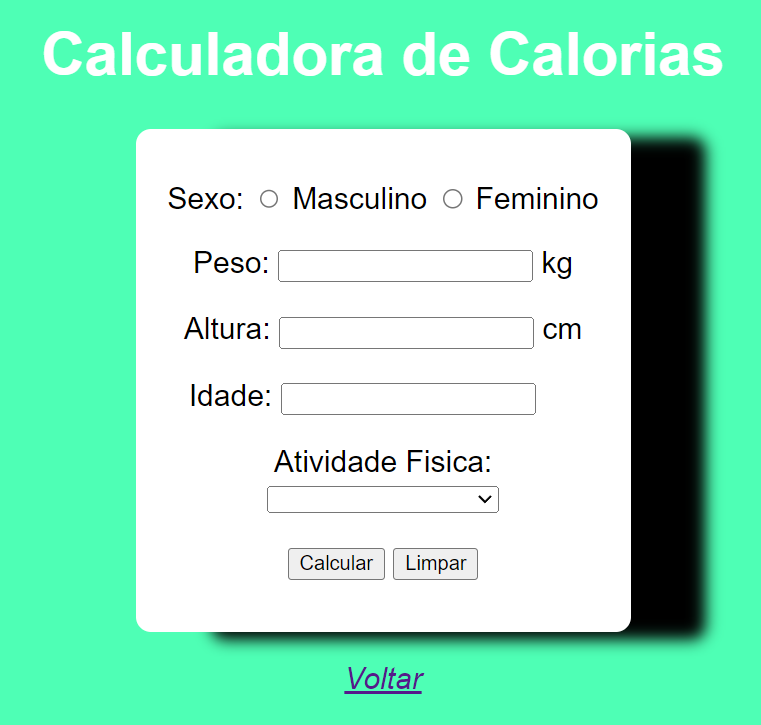 Calculadora de Calorias
Sexo: Masculino Feminino
Peso: kg
Altura: cm
Idade:
Atividade Fisica:
Calcular Limpar
Voltar